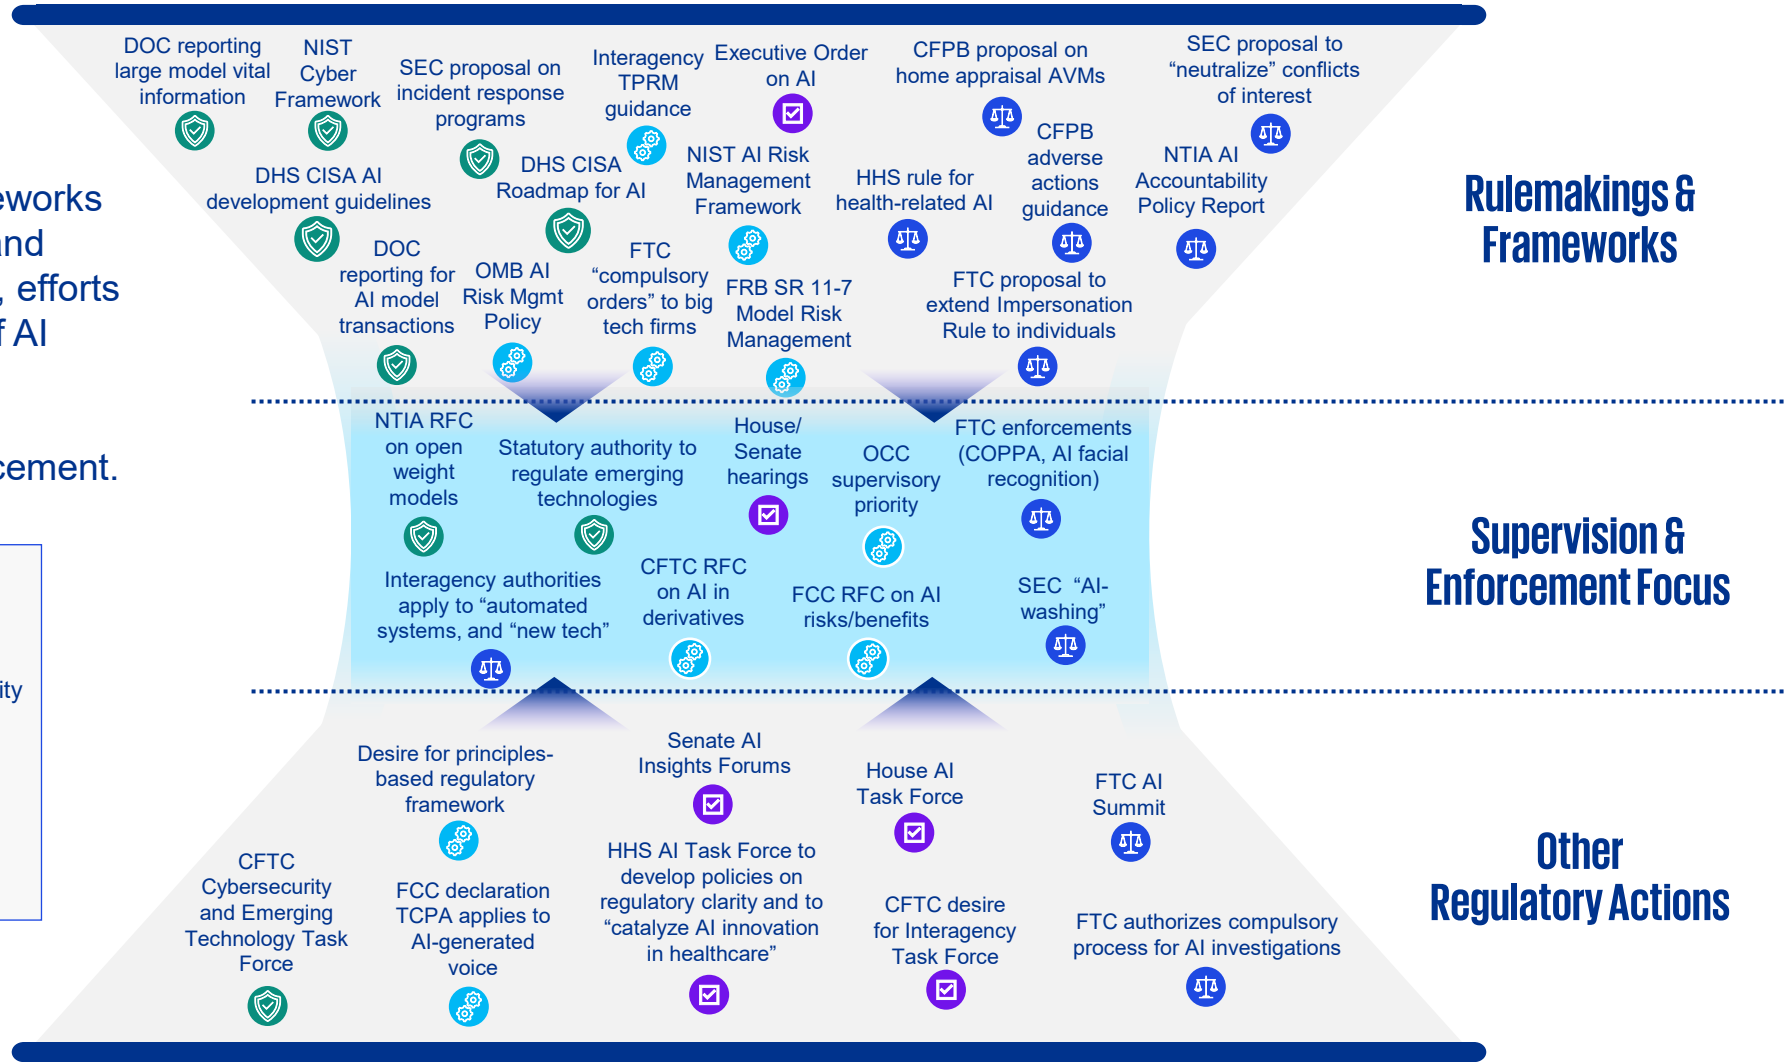 DOC reporting
large model vital
information
NIST
Cyber
Framework
SEC proposal on
incident response
programs
Interagency
TPRM
guidance
Executive Order
on AI
CFPB proposal on
home appraisal AVMs
SEC proposal to
“neutralize” conflicts
of interest
DHS CISA AI
development guidelines
DHS CISA
Roadmap for AI
NIST AI Risk
Management
Framework
HHS rule for
health-related AI
CFPB
adverse
actions
guidance
NTIA AI
Accountability
Policy Report
DOC
reporting for
AI model
transactions
OMB AI
Risk Mgmt
Policy
FTC
“compulsory
orders” to big
tech firms
FRB SR 11-7
Model Risk
Management
FTC proposal to
extend Impersonation
Rule to individuals
Rulemakings &
Frameworks
eworks
and
, efforts
f AI
cement.
ity
NTIA RFC
on open
weight
models
Statutory authority to
regulate emerging
technologies
House/
Senate
hearings
OCC
supervisory
priority
FTC enforcements
(COPPA, AI facial
recognition)
Interagency authorities
apply to “automated
systems, and “new tech”
CFTC RFC
on AI in
derivatives
FCC RFC on AI
risks/benefits
SEC “AI-
washing”
Supervision &
Enforcement Focus
Desire for principles-
based regulatory
framework
Senate AI
Insights Forums
House AI
Task Force
FTC AI
Summit
CFTC
Cybersecurity
and Emerging
Technology Task
Force
FCC declaration
TCPA applies to
AI-generated
voice
HHS AI Task Force to
develop policies on
regulatory clarity and to
“catalyze AI innovation
in healthcare”
CFTC desire
for Interagency
Task Force
FTC authorizes compulsory
process for AI investigations
Other
Regulatory Actions